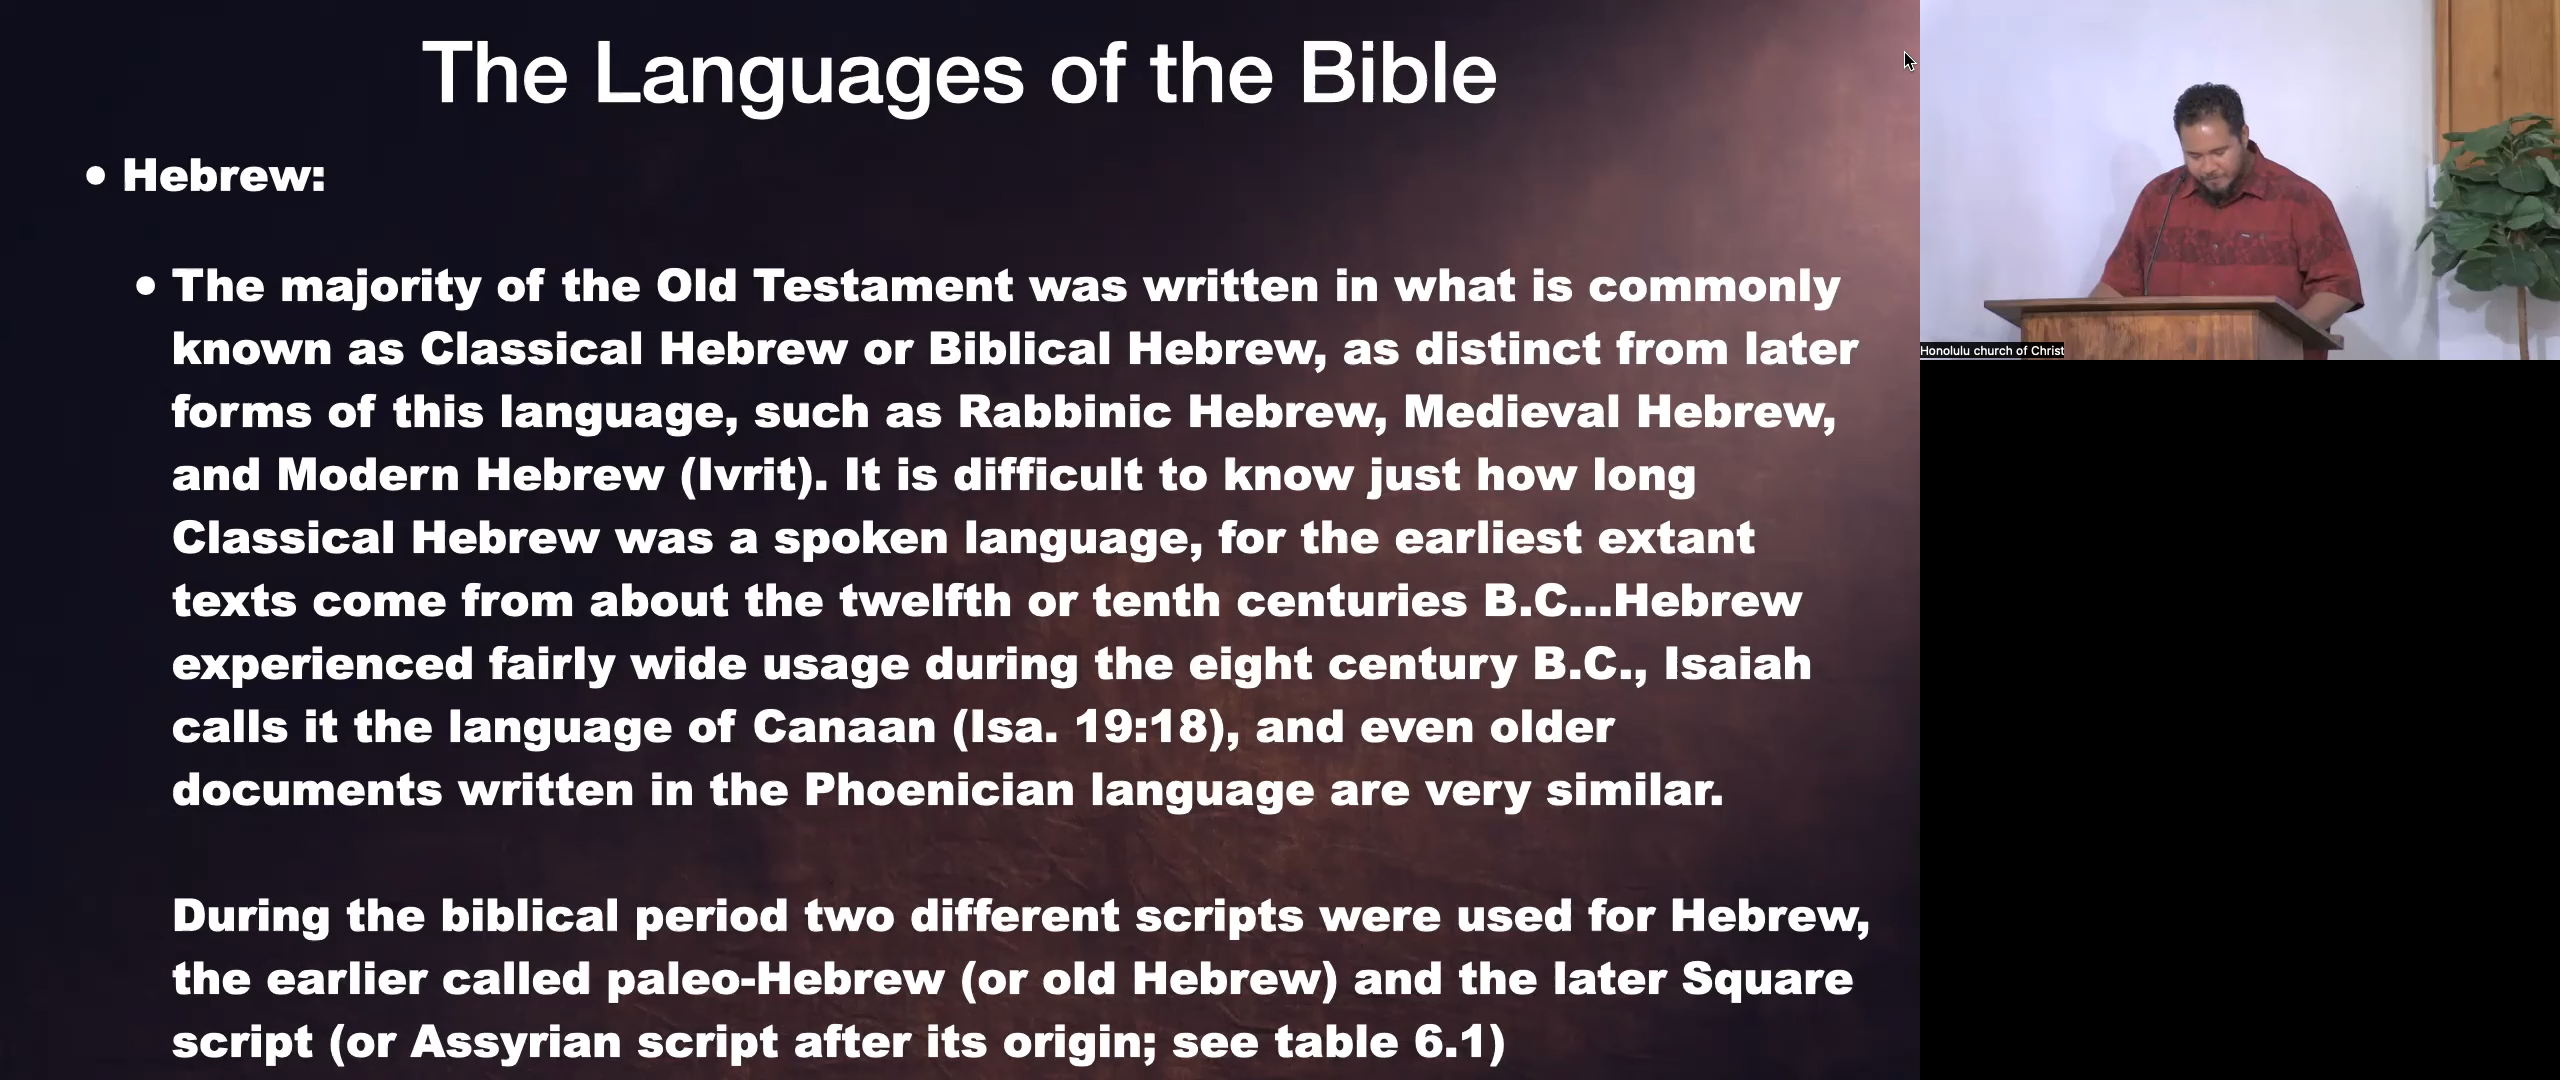 The Languages of the Bible
• Hebrew:
• The majority of the Old Testament was written in what is commonly
known as Classical Hebrew or Biblical Hebrew, as distinct from later
forms of this language, such as Rabbinic Hebrew, Medieval Hebrew,
and Modern Hebrew (Ivrit). It is difficult to know just how long
Classical Hebrew was a spoken language, for the earliest extant
texts come from about the twelfth or tenth centuries B.C...Hebrew
experienced fairly wide usage during the eight century B.C., Isaiah
calls it the language of Canaan (Isa. 19:18), and even older
documents written in the Phoenician language are very similar.
During the biblical period two different scripts were used for Hebrew,
the earlier called paleo-Hebrew (or old Hebrew) and the later Square
script (or Assyrian script after its origin; see table 6.1)
Honolulu church of Christ